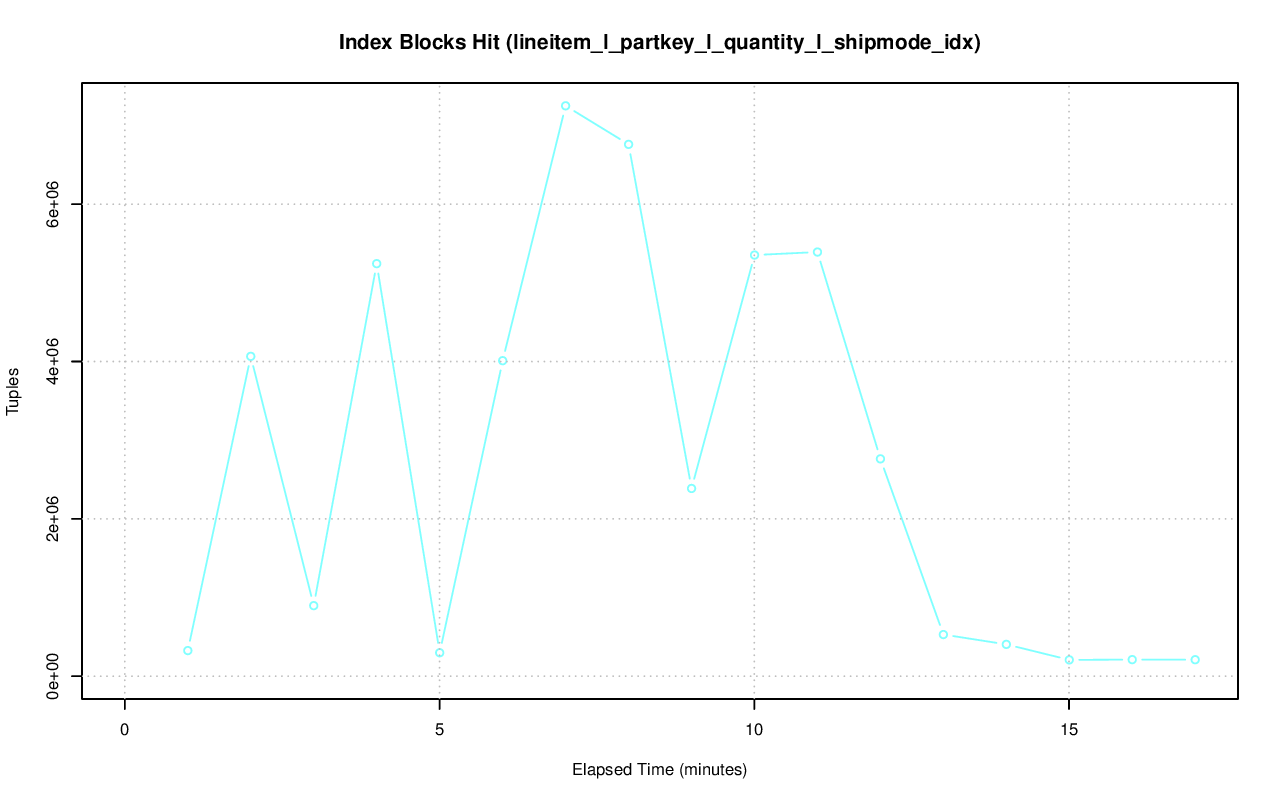 Index Blocks Hit (lineitem_l_partkey_l_quantity_l_shipmode_idx)
Tuples
6e+06
4e+06
2e+06
0e+00
0 5 10 15
Elapsed Time (minutes)